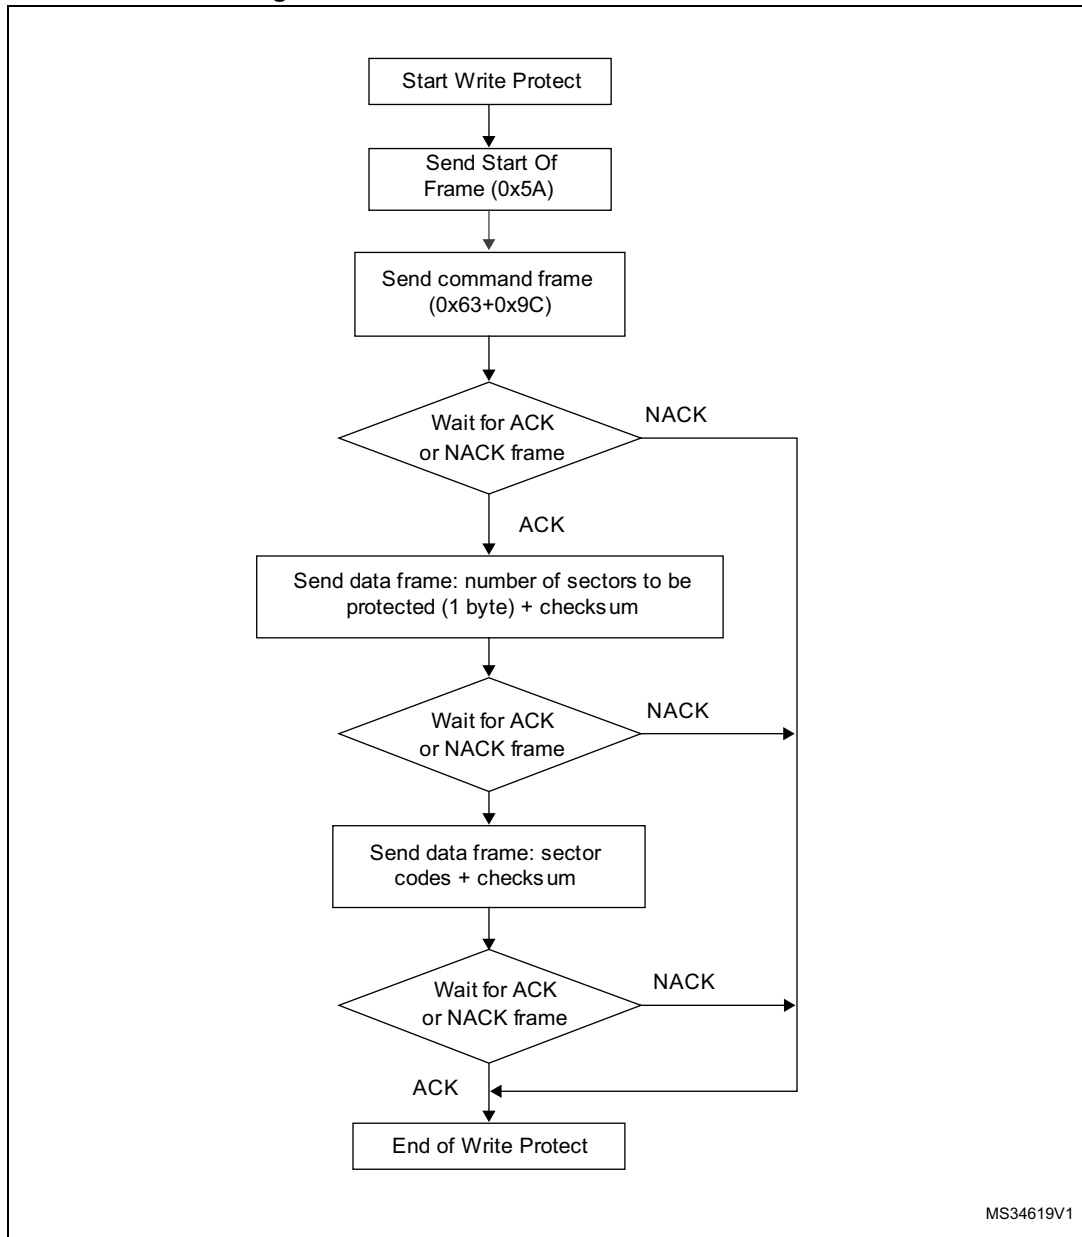 Start Write Protect
Send Start Of
Frame (0x5A)
Send command frame
(0x63+0x9C)
Wait for ACK
or NACK frame
NACK
ACK
Send data frame: number of sectors to be
protected (1 byte) + checksum
Wait for ACK
or NACK frame
NACK
Send data frame: sector
codes + checksum
Wait for ACK
or NACK frame
NACK
ACK
End of Write Protect
MS34619V1